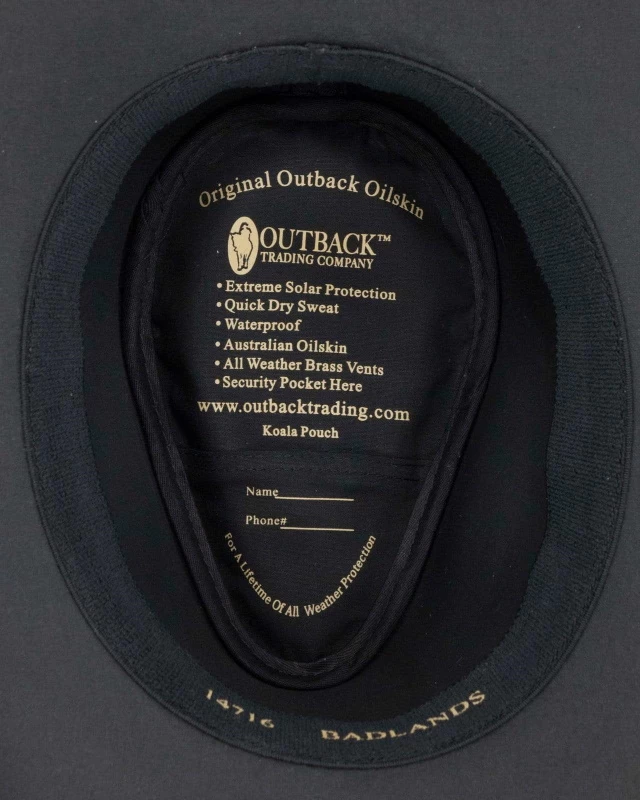 Original Outback Oilskin
OUTBACK™
TRADING COMPANY
• Extreme Solar Protection
• Quick Dry Sweat
• Waterproof
• Australian Oilskin
• All Weather Brass Vents
• Security Pocket Here
www.outbacktrading.com
Koala Pouch
Name
Phone#
For A Lifetime Of All Weather Protection
14716 BADLANDS